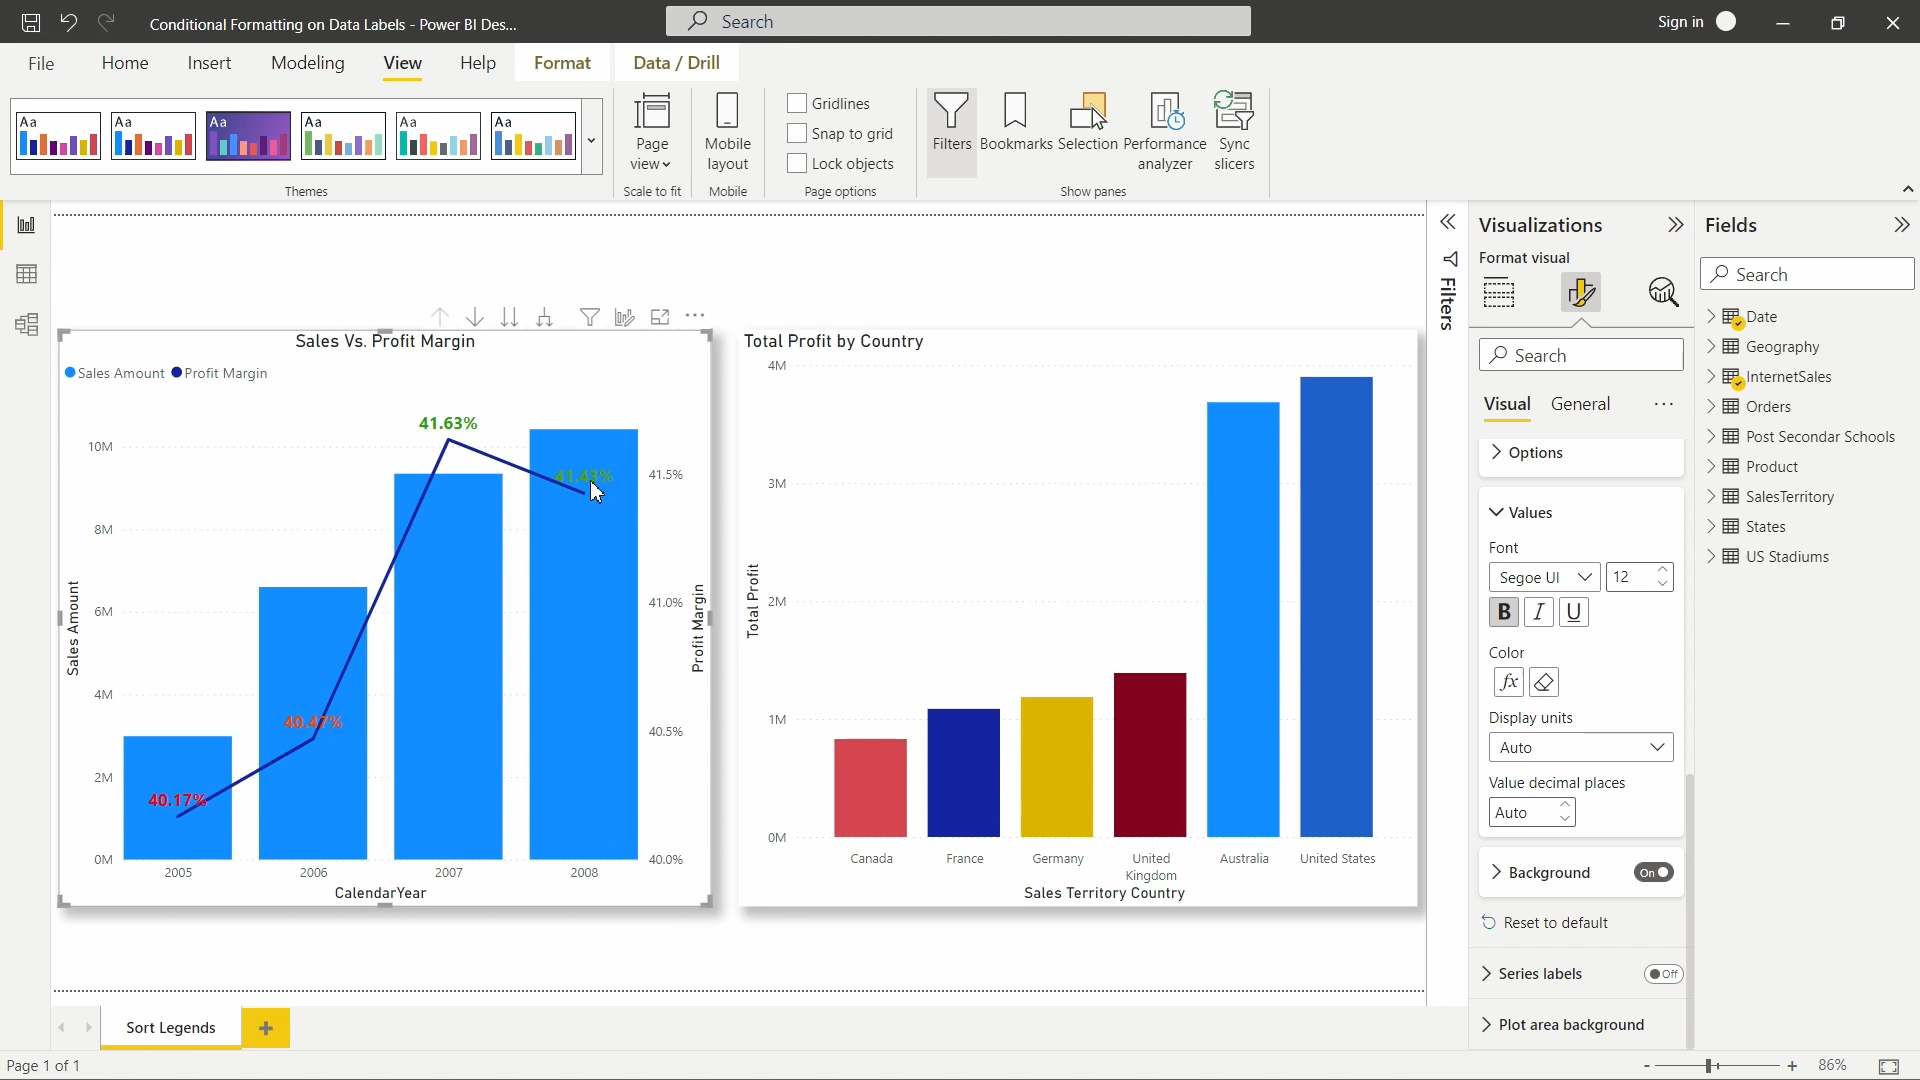 Conditional Formatting on Data Labels - Power BI Des...
Search
Sign in
File
Home
Insert
Modeling
View
Help
Format
Data / Drill
Aa
Aa
Aa
Aa
Aa
Aa
Themes
Page
view
Scale to fit
Mobile
layout
Mobile
Gridlines
Snap to grid
Lock objects
Page options
Filters
Bookmarks
Selection
Performance
analyzer
Sync
slicers
Show panes
Sales Vs. Profit Margin
Sales Amount
Profit Margin
10M
8M
6M
4M
2M
0M
Sales Amount
41.63%
41.43%
40.47%
40.17%
41.5%
41.0%
40.5%
40.0%
Profit Margin
2005
2006
2007
2008
CalendarYear
Total Profit by Country
4M
3M
2M
1M
0M
Total Profit
Canada
France
Germany
United
Kingdom
Australia
United States
Sales Territory Country
Filters
Visualizations
Format visual
Search
Visual
General
Options
Values
Font
Segoe UI
12
B
I
U
Color
fx
Display units
Auto
Value decimal places
Auto
Background
On
Reset to default
Series labels
Off
Plot area background
Fields
Search
Date
Geography
InternetSales
Orders
Post Secondar Schools
Product
SalesTerritory
States
US Stadiums
Sort Legends
Page 1 of 1
86%